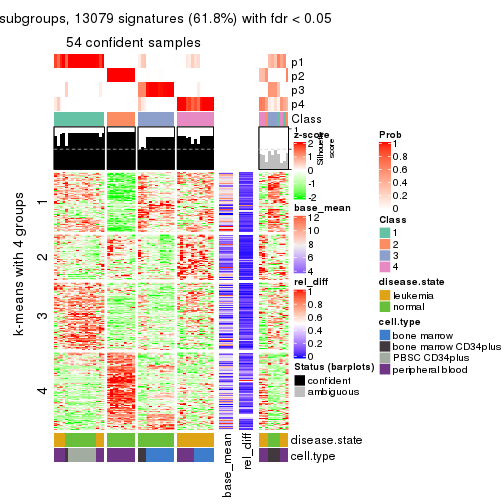 subgroups, 13079 signatures (61.8%) with fdr < 0.05
54 confident samples
p1
p2
p3
p4
Class
1
Silhouette
score
k-means with 4 groups
1
2
3
4
z-score
2
1
0
-1
-2
base_mean
12
10
8
6
4
rel_diff
1
0.8
0.6
0.4
0.2
0
Status (barplots)
confident
ambiguous
Prob
1
0.8
0.6
0.4
0.2
0
Class
1
2
3
4
disease.state
leukemia
normal
cell.type
bone marrow
bone marrow CD34plus
PBSC CD34plus
peripheral blood
disease.state
cell.type
base_mean
rel_diff